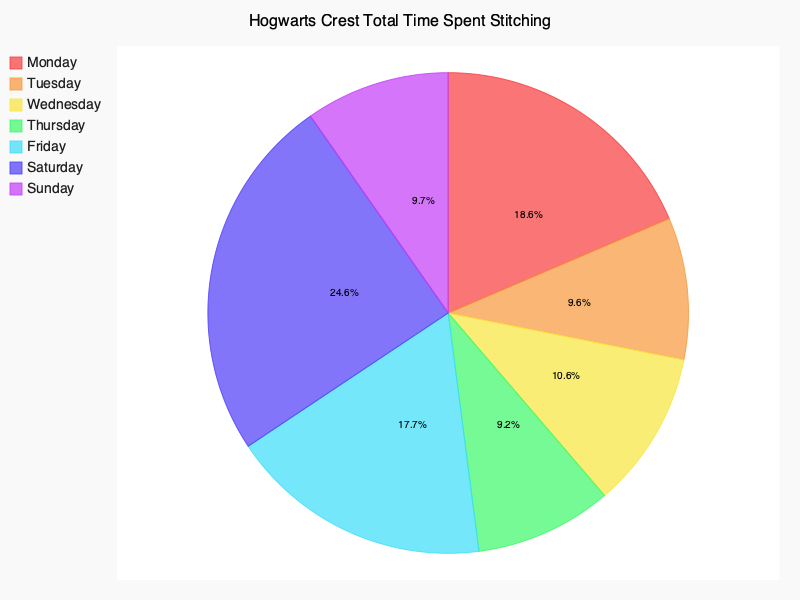 Hogwarts Crest Total Time Spent Stitching
Monday
Tuesday
Wednesday
Thursday
Friday
Saturday
Sunday
9.7%
18.6%
24.6%
9.6%
10.6%
17.7%
9.2%